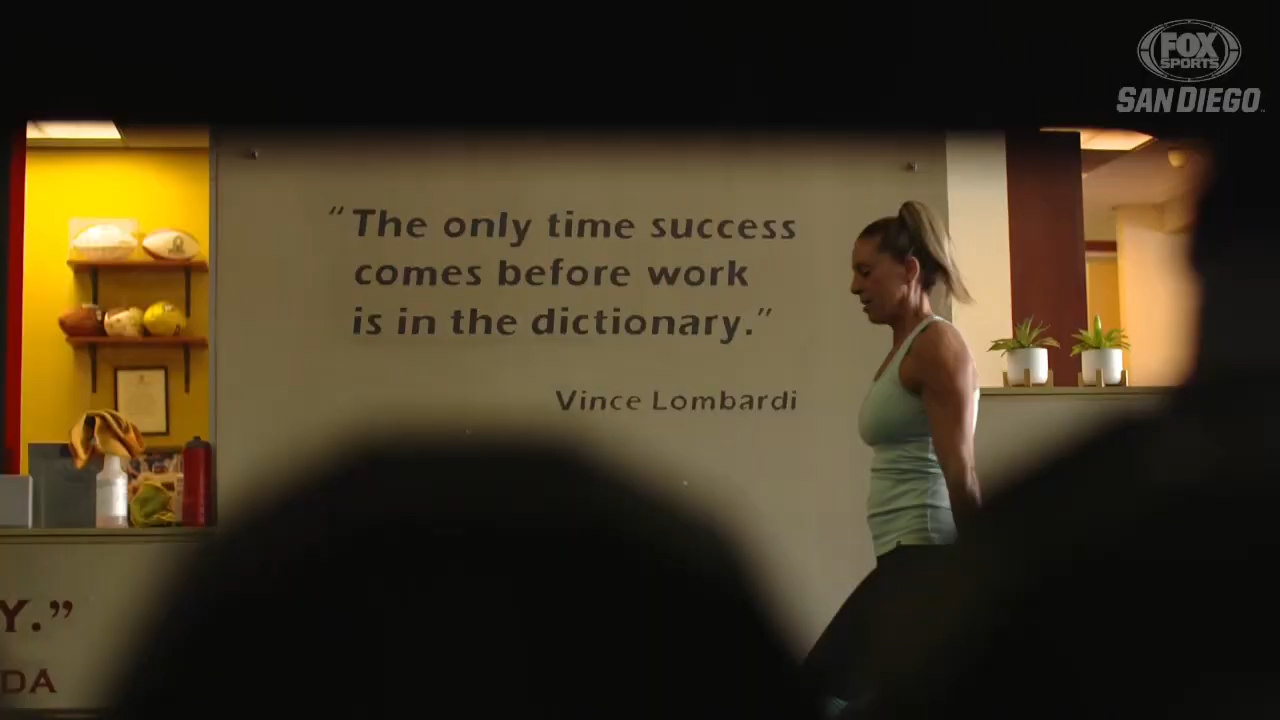 FOX
SPORTS
SAN DIEGO
“The only time success
comes before work
is in the dictionary.”
Vince Lombardi
Y.”
DA